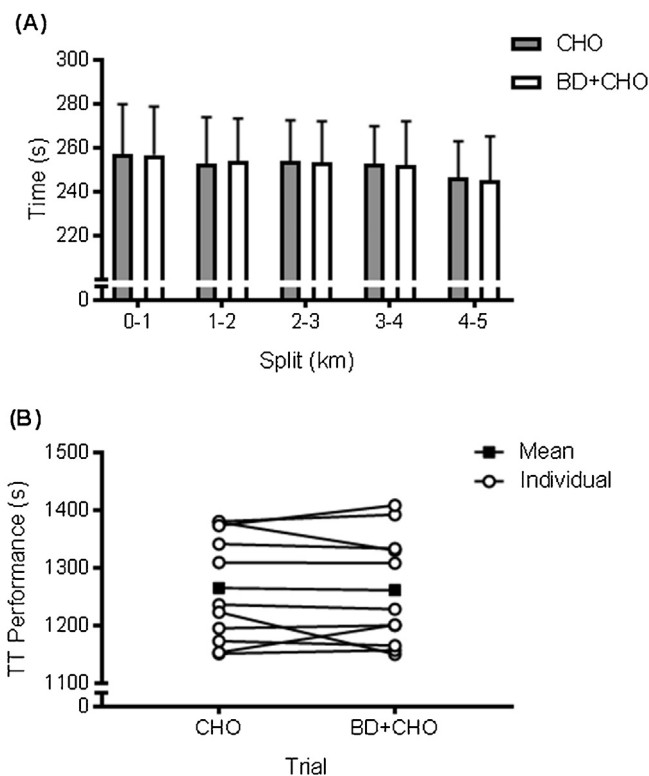 (A)
CHO
BD+CHO
Time (s)
300
280
260
240
220
0
0-1 1-2 2-3 3-4 4-5
Split (km)
(B)
Mean
Individual
TT Performance (s)
1500
1400
1300
1200
1100
0
CHO BD+CHO
Trial